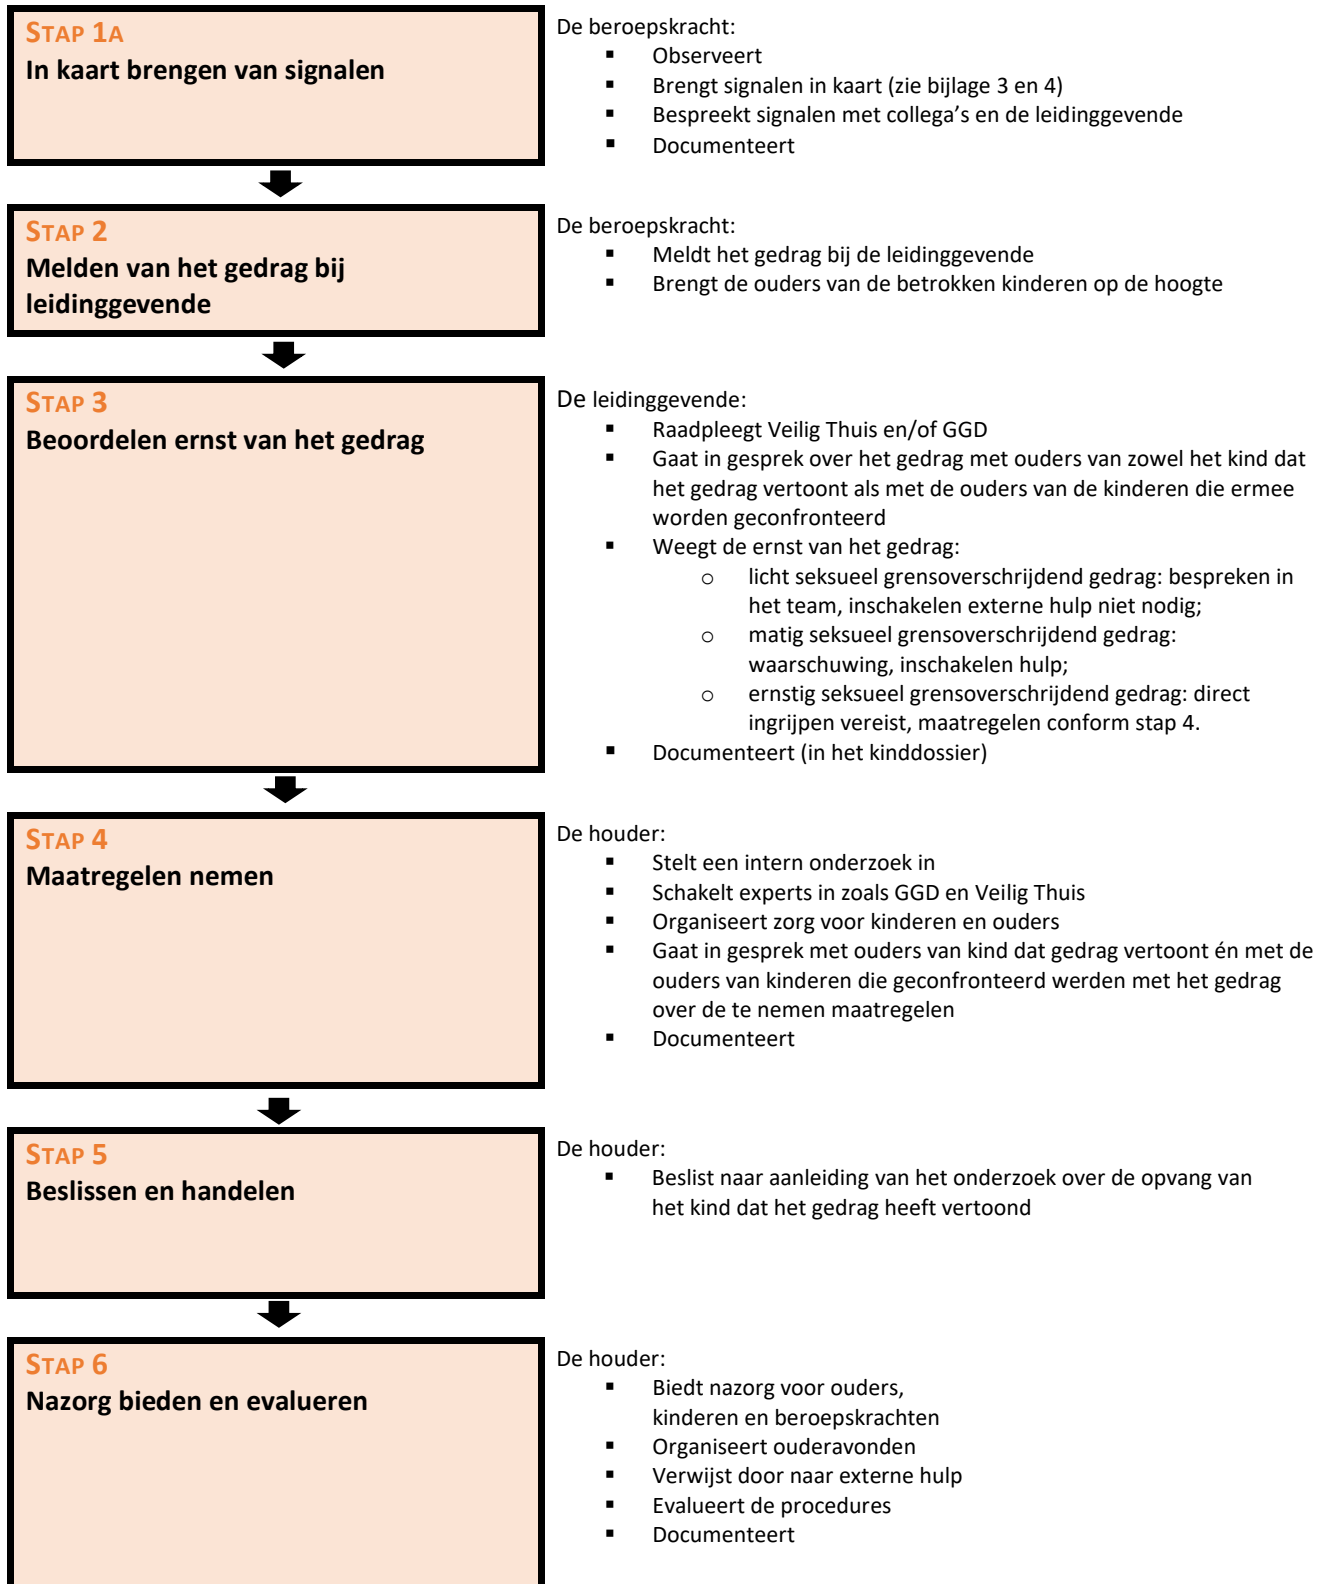 STAP 1A
In kaart brengen van signalen
De beroepskracht:
▪ Observeert
▪ Brengt signalen in kaart (zie bijlage 3 en 4)
▪ Bespreekt signalen met collega's en de leidinggevende
▪ Documenteert
STAP 2
Melden van het gedrag bij
leidinggevende
De beroepskracht:
▪ Meldt het gedrag bij de leidinggevende
▪ Brengt de ouders van de betrokken kinderen op de hoogte
STAP 3
Beoordelen ernst van het gedrag
De leidinggevende:
▪ Raadpleegt Veilig Thuis en/of GGD
▪ Gaat in gesprek over het gedrag met ouders van zowel het kind dat
het gedrag vertoont als met de ouders van de kinderen die ermee
worden geconfronteerd
▪ Weegt de ernst van het gedrag:
o licht seksueel grensoverschrijdend gedrag: bespreken in
het team, inschakelen externe hulp niet nodig;
o matig seksueel grensoverschrijdend gedrag:
waarschuwing, inschakelen hulp;
o ernstig seksueel grensoverschrijdend gedrag: direct
ingrijpen vereist, maatregelen conform stap 4.
▪ Documenteert (in het kinddossier)
STAP 4
Maatregelen nemen
De houder:
▪ Stelt een intern onderzoek in
▪ Schakelt experts in zoals GGD en Veilig Thuis
▪ Organiseert zorg voor kinderen en ouders
▪ Gaat in gesprek met ouders van kind dat gedrag vertoont én met de
ouders van kinderen die geconfronteerd werden met het gedrag
over de te nemen maatregelen
▪ Documenteert
STAP 5
Beslissen en handelen
De houder:
▪ Beslist naar aanleiding van het onderzoek over de opvang van
het kind dat het gedrag heeft vertoond
STAP 6
Nazorg bieden en evalueren
De houder:
▪ Biedt nazorg voor ouders,
kinderen en beroepskrachten
▪ Organiseert ouderavonden
▪ Verwijst door naar externe hulp
▪ Evalueert de procedures
▪ Documenteert